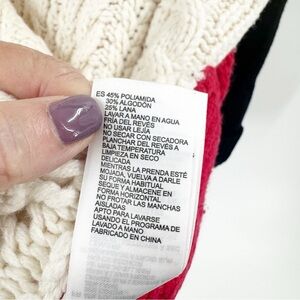 ES 45% POLIAMIDA
30% ALGODÓN
25% LANA
LAVAR A MANO EN AGUA
FRÍA DEL REVÉS
NO USAR LEJÍA
NO SECAR CON SECADORA
PLANCHAR DEL REVÉS A
BAJA TEMPERATURA
LIMPIEZA EN SECO
DELICADA
MIENTRAS LA PRENDA ESTÉ
MOJADA, VUELVA A DARLE
SU FORMA HABITUAL
SEQUE Y ALMACENE EN
FORMA HORIZONTAL
NO FROTAR LAS MANCHAS
AISLADAS
APTO PARA LAVARSE
USANDO EL PROGRAMA DE
LAVADO A MANO
FABRICADO EN CHINA